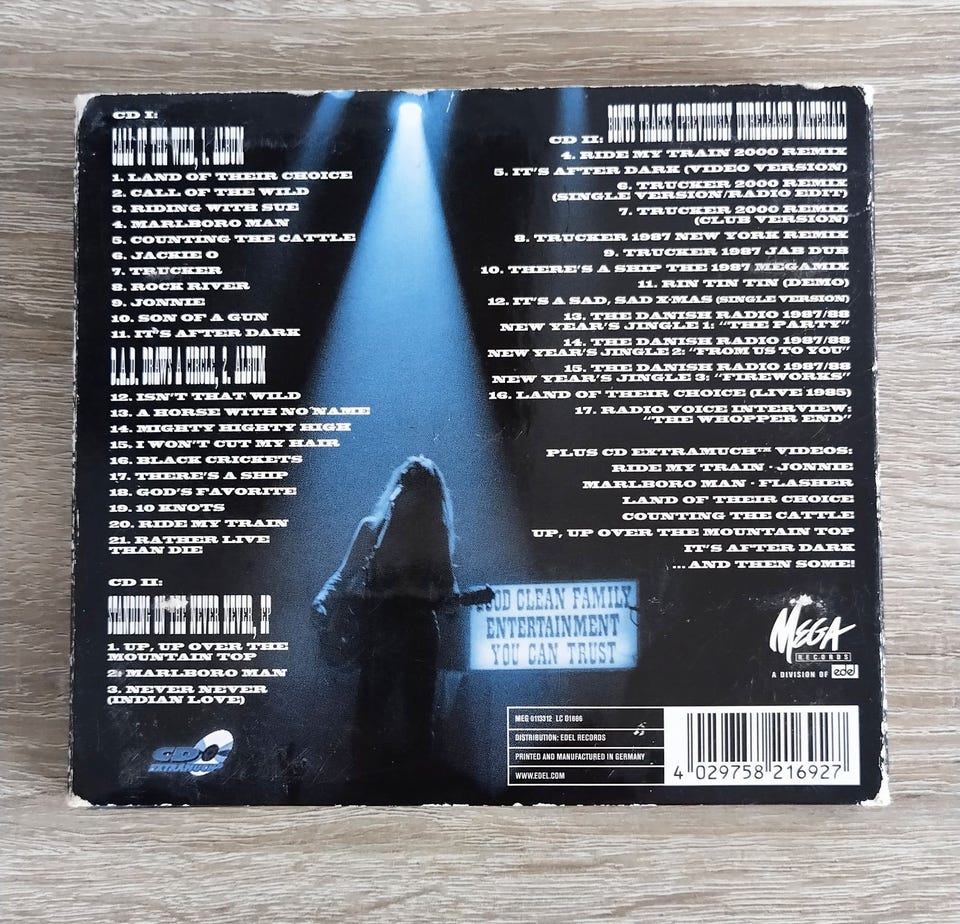 CD I:
CALL OF THE WILD, 1. ALBUM
1. LAND OF THEIR CHOICE
2. CALL OF THE WILD
3. RIDING WITH SUE
4. MARLBORO MAN
5. COUNTING THE CATTLE
6. JACKIE O
7. TRUCKER
8. ROCK RIVER
9. JONNIE
10. SON OF A GUN
11. IT'S AFTER DARK
D.A.D. DRAWS A CIRCLE, 2. ALBUM
12. ISN'T THAT WILD
13. A HORSE WITH NO NAME
14. MIGHTY HIGHTY HIGH
15. I WON'T CUT MY HAIR
16. BLACK CRICKETS
17. THERE'S A SHIP
18. GOD'S FAVORITE
19. 10 KNOTS
20. RIDE MY TRAIN
21. RATHER LIVE
THAN DIE
CD II:
STANDING ON THE NEVER NEVER, EP
1. UP, UP OVER THE
MOUNTAIN TOP
2. MARLBORO MAN
3. NEVER NEVER
(INDIAN LOVE)
CD
EXTRAMUCH
CD II: BONUS TRACKS (PREVIOUSLY UNRELEASED MATERIAL)
4. RIDE MY TRAIN 2000 REMIX
5. IT'S AFTER DARK (VIDEO VERSION)
6. TRUCKER 2000 REMIX
(SINGLE VERSION/RADIO EDIT)
7. TRUCKER 2000 REMIX
(CLUB VERSION)
8. TRUCKER 1987 NEW YORK REMIX
9. TRUCKER 1987 JAB DUB
10. THERE'S A SHIP THE 1987 MEGAMIX
11. RIN TIN TIN (DEMO)
12. IT'S A SAD, SAD X-MAS (SINGLE VERSION)
13. THE DANISH RADIO 1987/88
NEW YEAR'S JINGLE 1: "THE PARTY"
14. THE DANISH RADIO 1987/88
NEW YEAR'S JINGLE 2: "FROM US TO YOU"
15. THE DANISH RADIO 1987/88
NEW YEAR'S JINGLE 3: "FIREWORKS"
16. LAND OF THEIR CHOICE (LIVE 1985)
17. RADIO VOICE INTERVIEW:
"THE WHOPPER END"
PLUS CD EXTRAMUCH™ VIDEOS:
RIDE MY TRAIN · JONNIE
MARLBORO MAN · FLASHER
LAND OF THEIR CHOICE
COUNTING THE CATTLE
UP, UP OVER THE MOUNTAIN TOP
IT'S AFTER DARK
...AND THEN SOME!
GOOD CLEAN FAMILY
ENTERTAINMENT
YOU CAN TRUST
MEGA
RECORDS
A DIVISION OF edel
MEG 0113312 LC 01666
DISTRIBUTION: EDEL RECORDS
PRINTED AND MANUFACTURED IN GERMANY
WWW.EDEL.COM
4 029758 216927